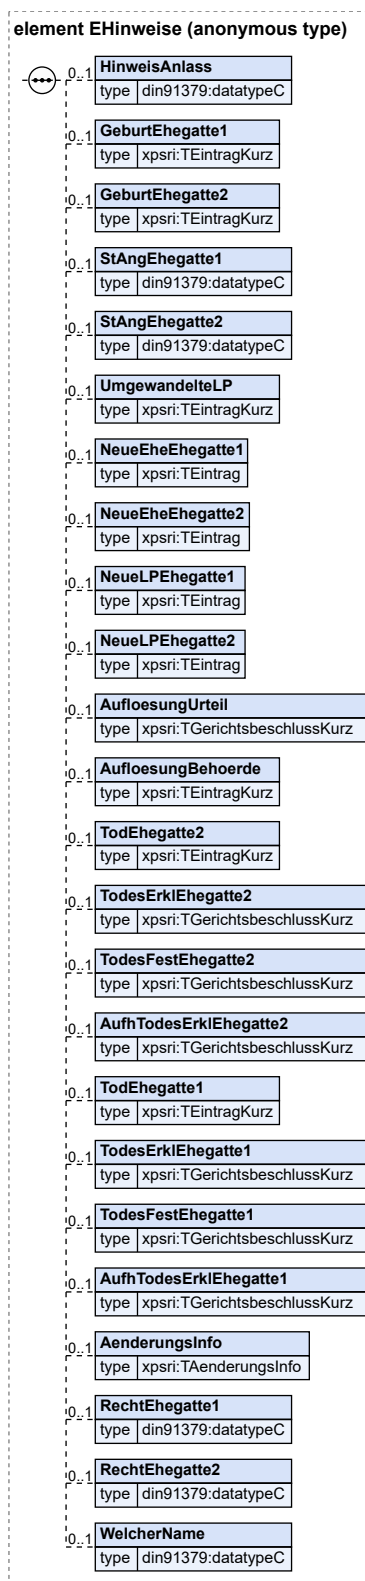 element EHinweise (anonymous type)
0..1 HinweisAnlass
type din91379:datatypeC
0..1 GeburtEhegatte1
type xpsri:TEintragKurz
0..1 GeburtEhegatte2
type xpsri:TEintragKurz
0..1 StAngEhegatte1
type din91379:datatypeC
0..1 StAngEhegatte2
type din91379:datatypeC
0..1 UmgewandelteLP
type xpsri:TEintragKurz
0..1 NeueEheEhegatte1
type xpsri:TEintrag
0..1 NeueEheEhegatte2
type xpsri:TEintrag
0..1 NeueLPEhegatte1
type xpsri:TEintrag
0..1 NeueLPEhegatte2
type xpsri:TEintrag
0..1 AufloesungUrteil
type xpsri:TGerichtsbeschlussKurz
0..1 AufloesungBehoerde
type xpsri:TEintragKurz
0..1 TodEhegatte2
type xpsri:TEintragKurz
0..1 TodesErklEhegatte2
type xpsri:TGerichtsbeschlussKurz
0..1 TodesFestEhegatte2
type xpsri:TGerichtsbeschlussKurz
0..1 AufhTodesErklEhegatte2
type xpsri:TGerichtsbeschlussKurz
0..1 TodEhegatte1
type xpsri:TEintragKurz
0..1 TodesErklEhegatte1
type xpsri:TGerichtsbeschlussKurz
0..1 TodesFestEhegatte1
type xpsri:TGerichtsbeschlussKurz
0..1 AufhTodesErklEhegatte1
type xpsri:TGerichtsbeschlussKurz
0..1 AenderungsInfo
type xpsri:TAenderungsInfo
0..1 RechtEhegatte1
type din91379:datatypeC
0..1 RechtEhegatte2
type din91379:datatypeC
0..1 WelcherName
type din91379:datatypeC